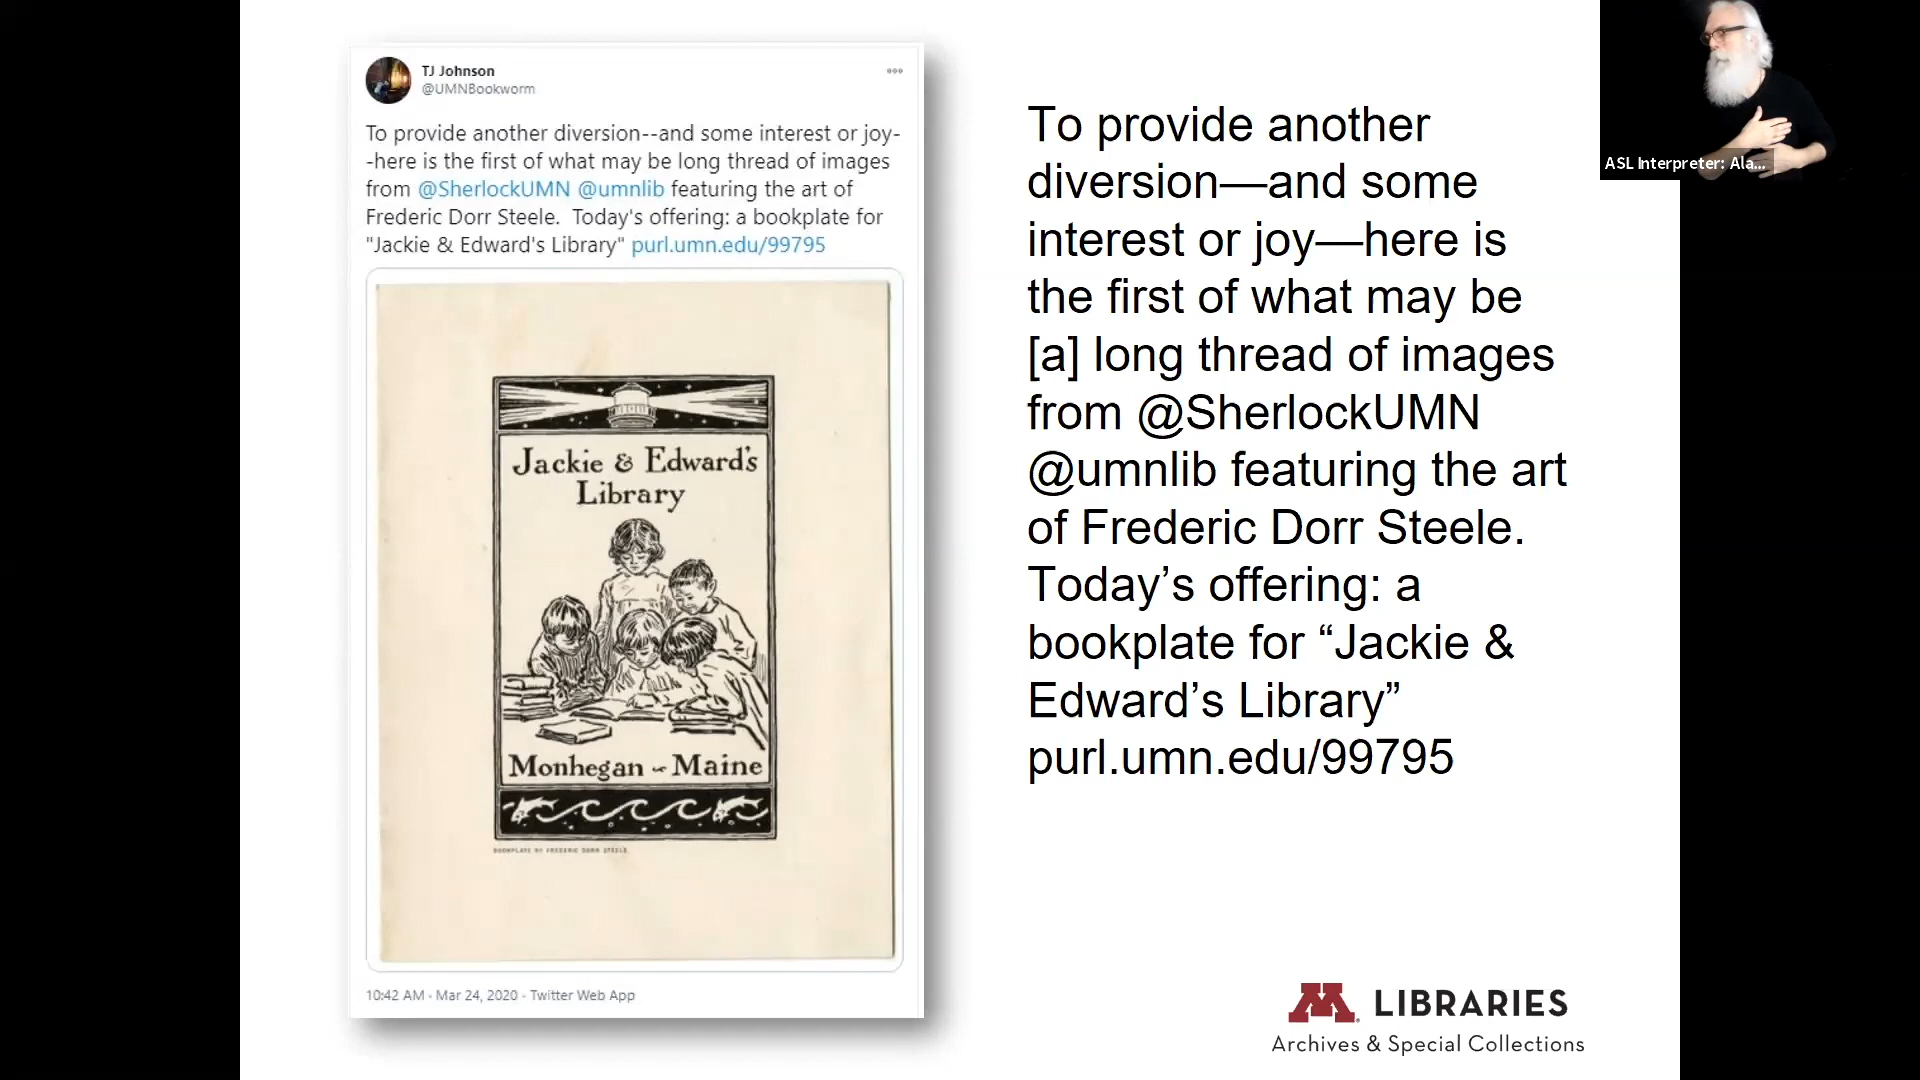 TJ Johnson
@UMNBookworm
To provide another diversion--and some interest or joy-
-here is the first of what may be long thread of images
from @SherlockUMN @umnlib featuring the art of
Frederic Dorr Steele.  Today's offering: a bookplate for
"Jackie & Edward's Library" purl.umn.edu/99795
Jackie & Edward's
Library
Monhegan - Maine
BOOKPLATE BY FREDERIC DORR STEELE
10:42 AM · Mar 24, 2020 · Twitter Web App
To provide another
diversion—and some
interest or joy—here is
the first of what may be
[a] long thread of images
from @SherlockUMN
@umnlib featuring the art
of Frederic Dorr Steele.
Today’s offering: a
bookplate for “Jackie &
Edward’s Library”
purl.umn.edu/99795
M LIBRARIES
Archives & Special Collections
ASL Interpreter: Ala...